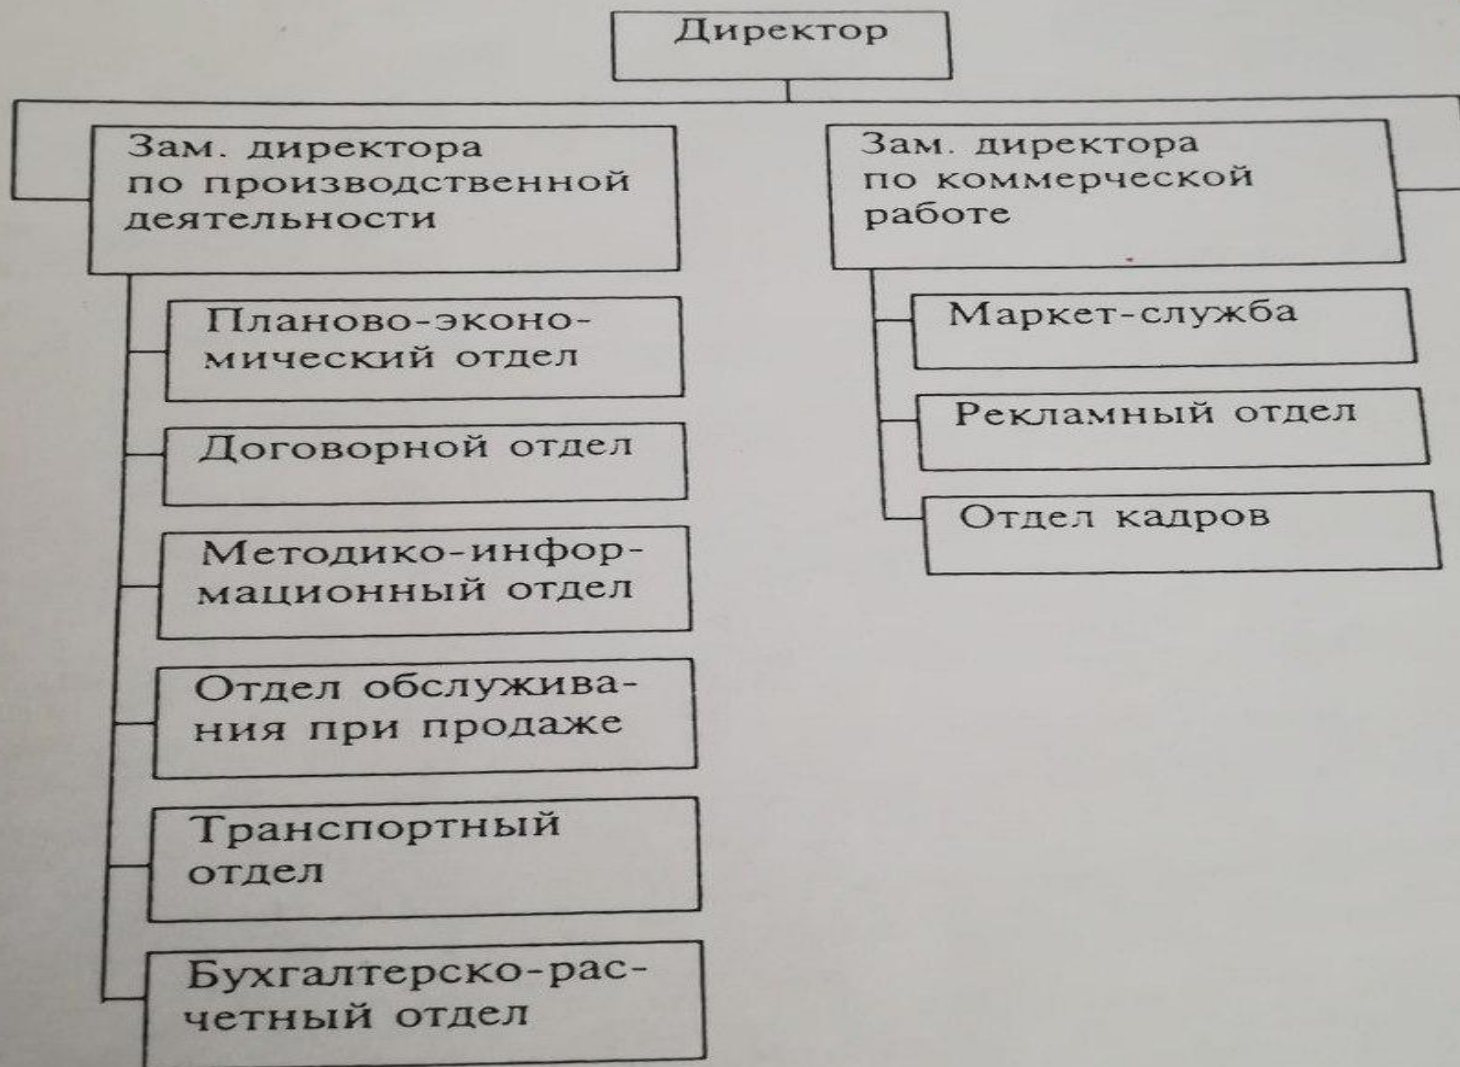 Директор
Зам. директора
по производственной
деятельности
Планово-эконо-
мический отдел
Договорной отдел
Методико-инфор-
мационный отдел
Отдел обслужива-
ния при продаже
Транспортный
отдел
Бухгалтерско-рас-
четный отдел
Зам. директора
по коммерческой
работе
Маркет-служба
Рекламный отдел
Отдел кадров